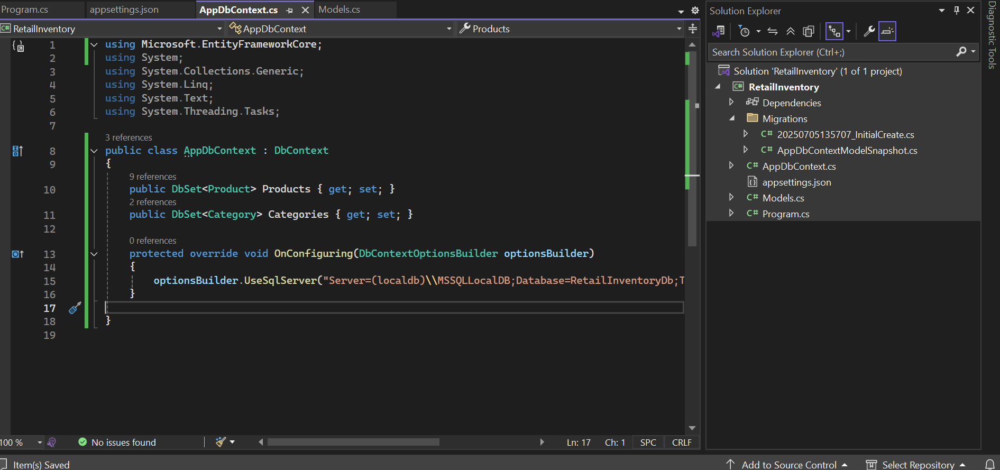 Program.cs
appsettings.json
AppDbContext.cs
Models.cs
C# RetailInventory
AppDbContext
Products
1 using Microsoft.EntityFrameworkCore;
2 using System;
3 using System.Collections.Generic;
4 using System.Linq;
5 using System.Text;
6 using System.Threading.Tasks;
7
3 references
8 public class AppDbContext : DbContext
9 {
9 references
10 public DbSet<Product> Products { get; set; }
2 references
11 public DbSet<Category> Categories { get; set; }
12
0 references
13 protected override void OnConfiguring(DbContextOptionsBuilder optionsBuilder)
14 {
15 optionsBuilder.UseSqlServer("Server=(localdb)\\MSSQLLocalDB;Database=RetailInventoryDb;T
16 }
17
18 }
19
100 %
No issues found
Ln: 17
Ch: 1
SPC
CRLF
Item(s) Saved
Solution Explorer
Search Solution Explorer (Ctrl+;)
Solution 'RetailInventory' (1 of 1 project)
C# RetailInventory
Dependencies
Migrations
C# 20250705135707_InitialCreate.cs
C# AppDbContextModelSnapshot.cs
C# AppDbContext.cs
appsettings.json
C# Models.cs
C# Program.cs
Add to Source Control
Select Repository
Diagnostic Tools